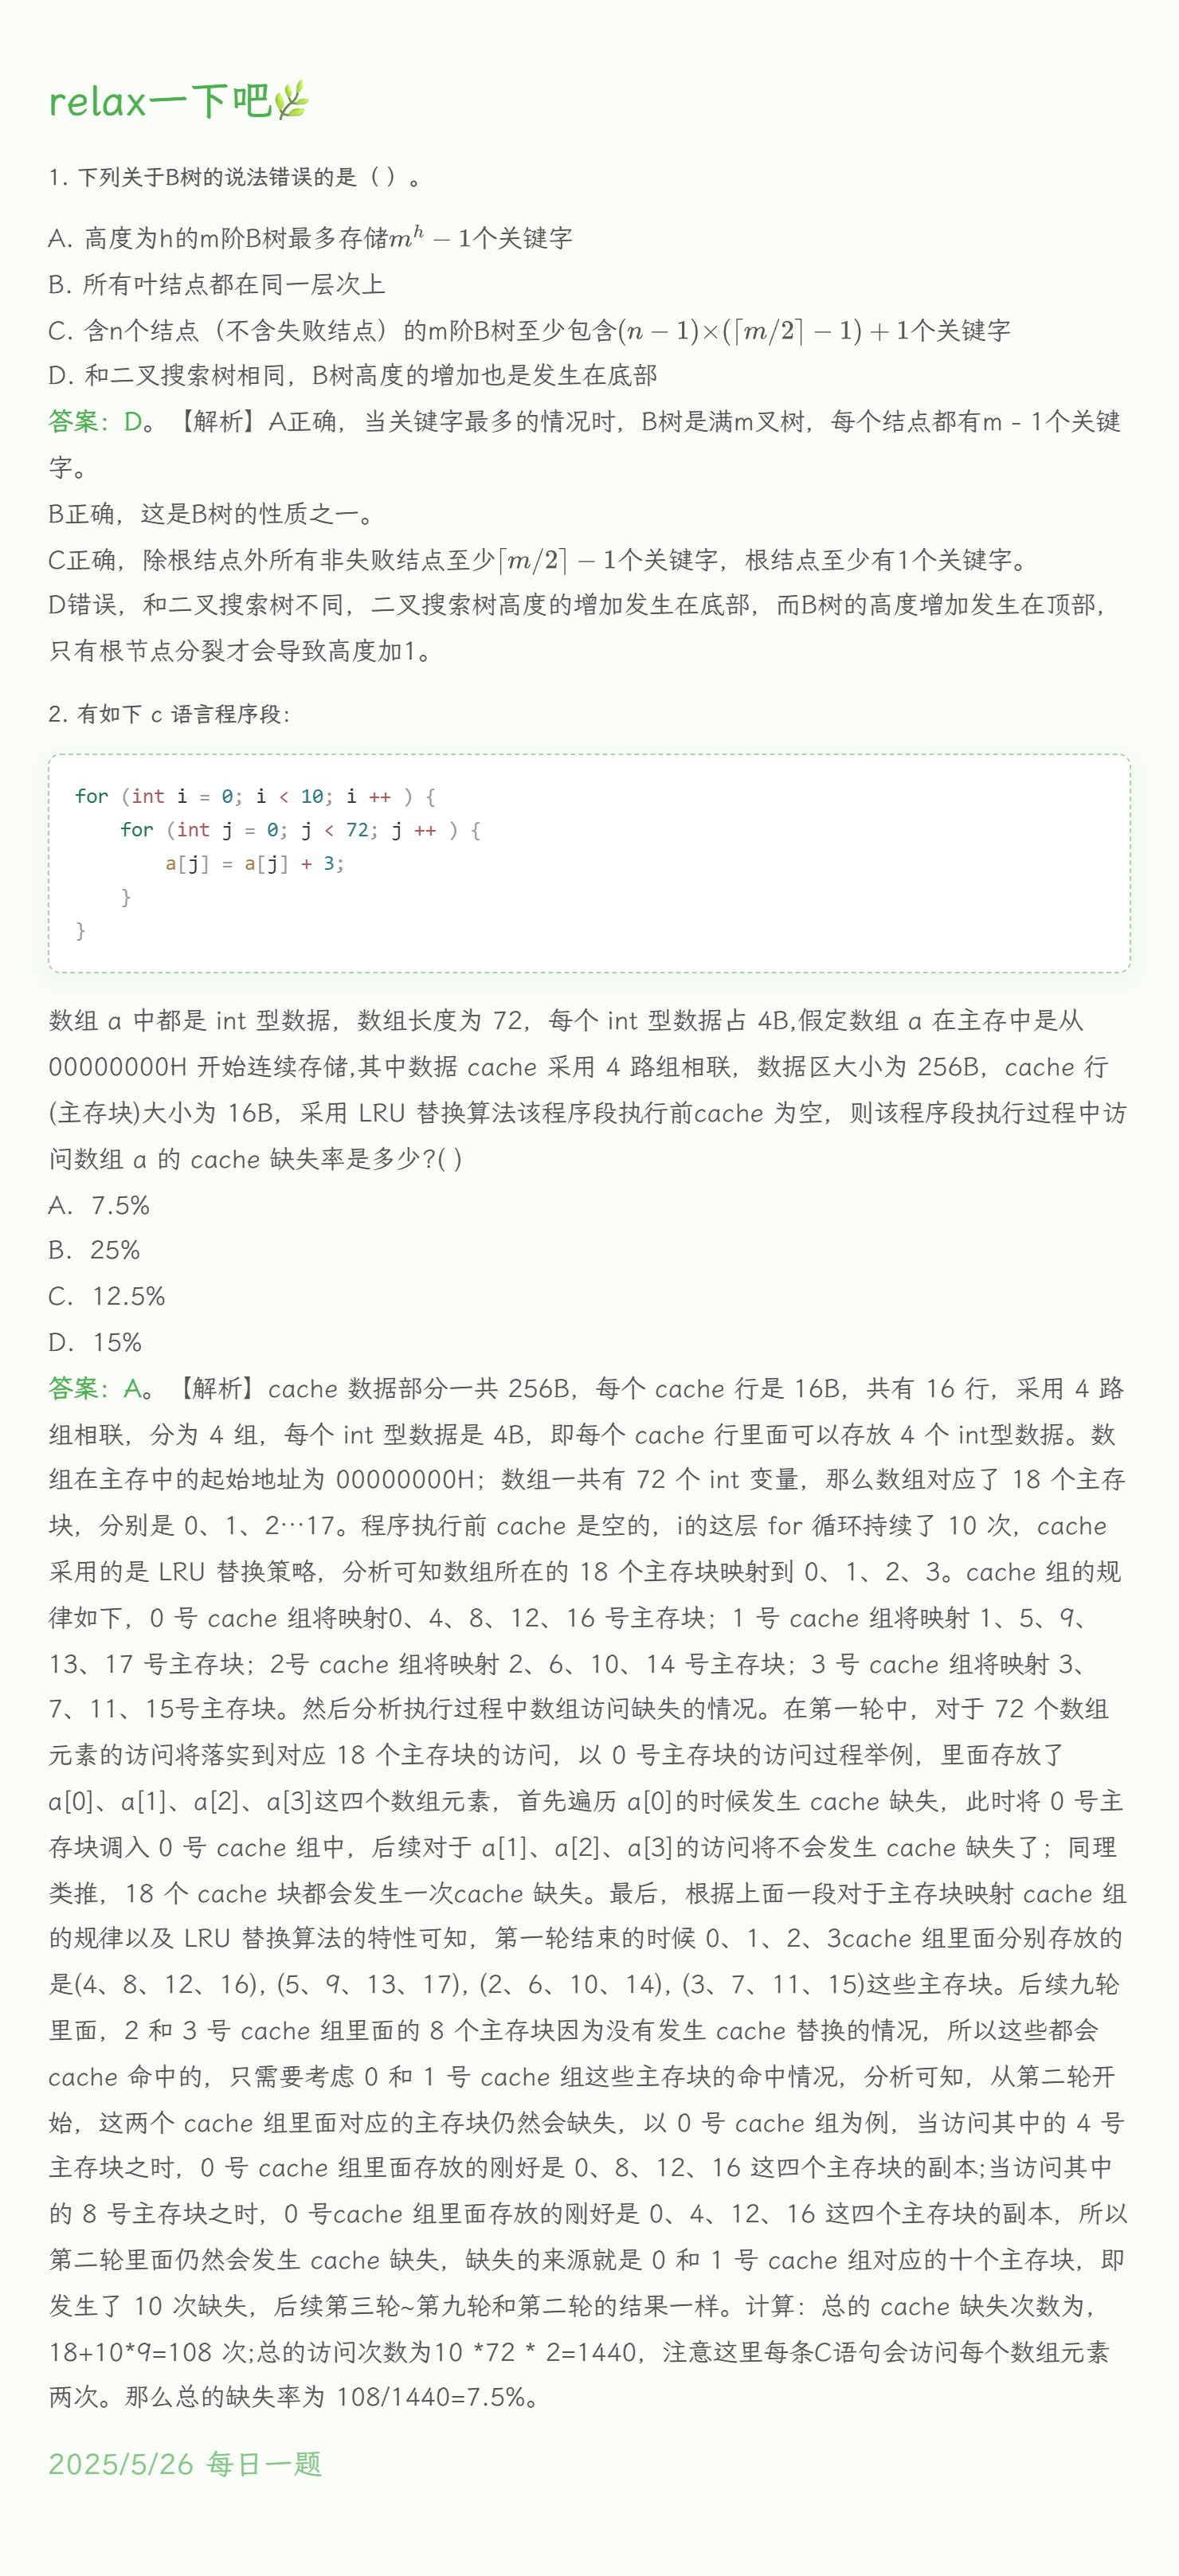 relax一下吧🌿
1. 下列关于B树的说法错误的是（ ）。
A. 高度为h的m阶B树最多存储$m^h - 1$个关键字
B. 所有叶结点都在同一层次上
C. 含n个结点（不含失败结点）的m阶B树至少包含$(n-1)×(⌈m/2⌉-1)+1$个关键字
D. 和二叉搜索树相同，B树高度的增加也是发生在底部
答案：D。【解析】A正确，当关键字最多的情况时，B树是满m叉树，每个结点都有m - 1个关键
字。
B正确，这是B树的性质之一。
C正确，除根结点外所有非失败结点至少$⌈m/2⌉-1$个关键字，根结点至少有1个关键字。
D错误，和二叉搜索树不同，二叉搜索树高度的增加发生在底部，而B树的高度增加发生在顶部，
只有根节点分裂才会导致高度加1。
2. 有如下 c 语言程序段：
for (int i = 0; i < 10; i ++ ) {
    for (int j = 0; j < 72; j ++ ) {
        a[j] = a[j] + 3;
    }
}
数组 a 中都是 int 型数据，数组长度为 72，每个 int 型数据占 4B,假定数组 a 在主存中是从
00000000H 开始连续存储,其中数据 cache 采用 4 路组相联，数据区大小为 256B，cache 行
(主存块)大小为 16B，采用 LRU 替换算法该程序段执行前cache 为空，则该程序段执行过程中访
问数组 a 的 cache 缺失率是多少?( )
A. 7.5%
B. 25%
C. 12.5%
D. 15%
答案：A。【解析】cache 数据部分一共 256B，每个 cache 行是 16B，共有 16 行，采用 4 路
组相联，分为 4 组，每个 int 型数据是 4B，即每个 cache 行里面可以存放 4 个 int型数据。数
组在主存中的起始地址为 00000000H；数组一共有 72 个 int 变量，那么数组对应了 18 个主存
块，分别是 0、1、2…17。程序执行前 cache 是空的，i的这层 for 循环持续了 10 次，cache
采用的是 LRU 替换策略，分析可知数组所在的 18 个主存块映射到 0、1、2、3。cache 组的规
律如下，0 号 cache 组将映射0、4、8、12、16 号主存块；1 号 cache 组将映射 1、5、9、
13、17 号主存块；2号 cache 组将映射 2、6、10、14 号主存块；3 号 cache 组将映射 3、
7、11、15号主存块。然后分析执行过程中数组访问缺失的情况。在第一轮中，对于 72 个数组
元素的访问将落实到对应 18 个主存块的访问，以 0 号主存块的访问过程举例，里面存放了
a[0]、a[1]、a[2]、a[3]这四个数组元素，首先遍历 a[0]的时候发生 cache 缺失，此时将 0 号主
存块调入 0 号 cache 组中，后续对于 a[1]、a[2]、a[3]的访问将不会发生 cache 缺失了；同理
类推，18 个 cache 块都会发生一次cache 缺失。最后，根据上面一段对于主存块映射 cache 组
的规律以及 LRU 替换算法的特性可知，第一轮结束的时候 0、1、2、3cache 组里面分别存放的
是(4、8、12、16), (5、9、13、17), (2、6、10、14), (3、7、11、15)这些主存块。后续九轮
里面，2 和 3 号 cache 组里面的 8 个主存块因为没有发生 cache 替换的情况，所以这些都会
cache 命中的，只需要考虑 0 和 1 号 cache 组这些主存块的命中情况，分析可知，从第二轮开
始，这两个 cache 组里面对应的主存块仍然会缺失，以 0 号 cache 组为例，当访问其中的 4 号
主存块之时，0 号 cache 组里面存放的刚好是 0、8、12、16 这四个主存块的副本;当访问其中
的 8 号主存块之时，0 号cache 组里面存放的刚好是 0、4、12、16 这四个主存块的副本，所以
第二轮里面仍然会发生 cache 缺失，缺失的来源就是 0 和 1 号 cache 组对应的十个主存块，即
发生了 10 次缺失，后续第三轮~第九轮和第二轮的结果一样。计算：总的 cache 缺失次数为，
18+10*9=108 次;总的访问次数为10 *72 * 2=1440，注意这里每条C语句会访问每个数组元素
两次。那么总的缺失率为 108/1440=7.5%。
2025/5/26 每日一题